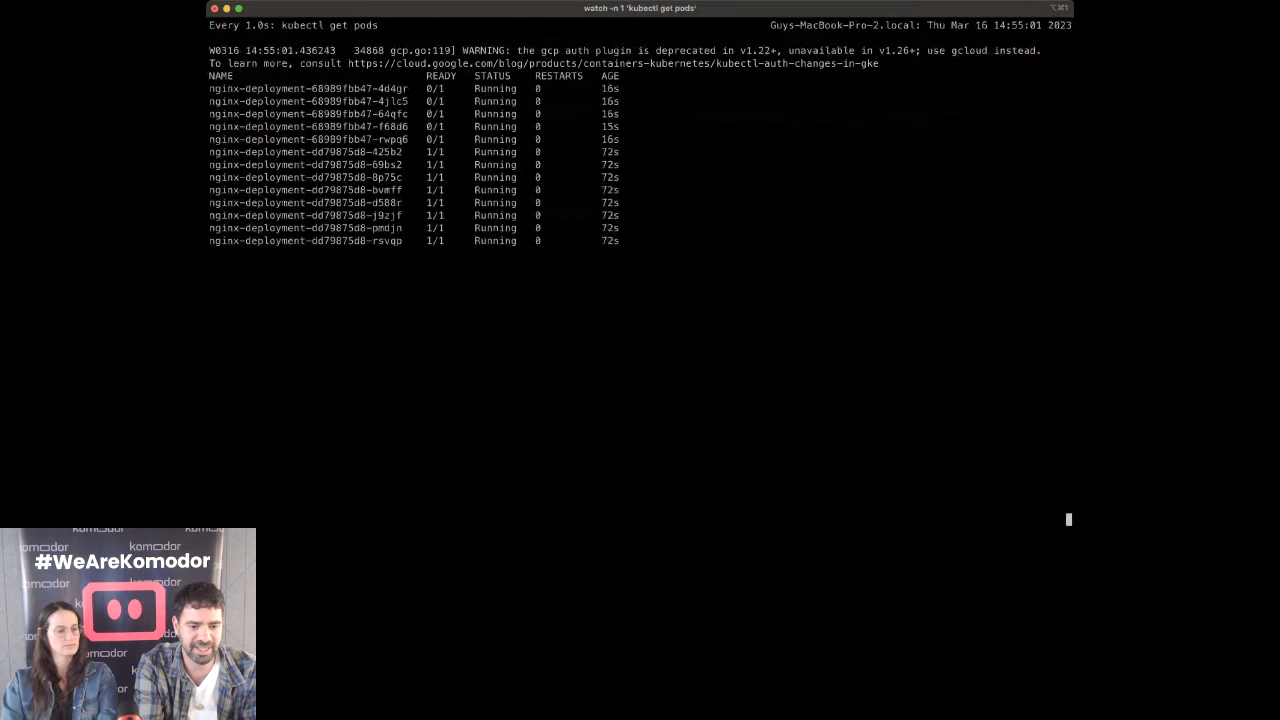 watch -n 1 'kubectl get pods'
⌥⌘1
Every 1.0s: kubectl get pods Guys-MacBook-Pro-2.local: Thu Mar 16 14:55:01 2023
W0316 14:55:01.436243 34868 gcp.go:119] WARNING: the gcp auth plugin is deprecated in v1.22+, unavailable in v1.26+; use gcloud instead.
To learn more, consult https://cloud.google.com/blog/products/containers-kubernetes/kubectl-auth-changes-in-gke
NAME READY STATUS RESTARTS AGE
nginx-deployment-68989fbb47-4d4gr 0/1 Running 0 16s
nginx-deployment-68989fbb47-4jlc5 0/1 Running 0 16s
nginx-deployment-68989fbb47-64qfc 0/1 Running 0 16s
nginx-deployment-68989fbb47-f68d6 0/1 Running 0 15s
nginx-deployment-68989fbb47-rwpq6 0/1 Running 0 16s
nginx-deployment-dd79875d8-425b2 1/1 Running 0 72s
nginx-deployment-dd79875d8-69bs2 1/1 Running 0 72s
nginx-deployment-dd79875d8-8p75c 1/1 Running 0 72s
nginx-deployment-dd79875d8-bvmff 1/1 Running 0 72s
nginx-deployment-dd79875d8-d588r 1/1 Running 0 72s
nginx-deployment-dd79875d8-j9zjf 1/1 Running 0 72s
nginx-deployment-dd79875d8-pmdjn 1/1 Running 0 72s
nginx-deployment-dd79875d8-rsvqp 1/1 Running 0 72s
komodor
#WeAreKomodor
komodor